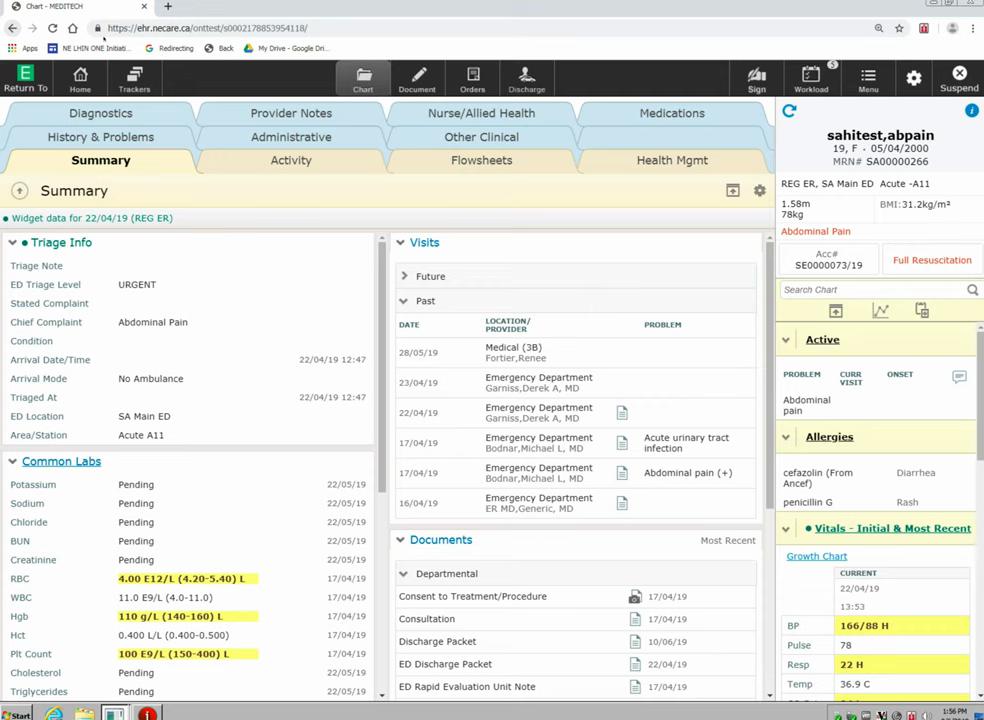 Chart - MEDITECH
https://ehr.necare.ca/onttest/s0002178853954118/
Apps
NE LHIN ONE Initiati...
Redirecting
Back
My Drive - Google Dri...
E
Return To
Home
Trackers
Chart
Document
Orders
Discharge
Sign
5
Workload
Menu
Suspend
Diagnostics
Provider Notes
Nurse/Allied Health
Medications
History & Problems
Administrative
Other Clinical
Summary
Activity
Flowsheets
Health Mgmt
Summary
Widget data for 22/04/19 (REG ER)
Triage Info
Triage Note
ED Triage Level URGENT
Stated Complaint
Chief Complaint Abdominal Pain
Condition
Arrival Date/Time 22/04/19 12:47
Arrival Mode No Ambulance
Triaged At 22/04/19 12:47
ED Location SA Main ED
Area/Station Acute A11
Common Labs
Potassium Pending 22/05/19
Sodium Pending 22/05/19
Chloride Pending 22/05/19
BUN Pending 22/05/19
Creatinine Pending 22/05/19
RBC 4.00 E12/L (4.20-5.40) L 17/04/19
WBC 11.0 E9/L (4.0-11.0) 17/04/19
Hgb 110 g/L (140-160) L 17/04/19
Hct 0.400 L/L (0.400-0.500) 17/04/19
Plt Count 100 E9/L (150-400) L 17/04/19
Cholesterol Pending 22/05/19
Triglycerides Pending 22/05/19
Visits
Future
Past
DATE LOCATION/ PROBLEM
PROVIDER
28/05/19 Medical (3B)
Fortier,Renee
23/04/19 Emergency Department
Garniss,Derek A, MD
22/04/19 Emergency Department
Garniss,Derek A, MD
17/04/19 Emergency Department Acute urinary tract
Bodnar,Michael L, MD infection
17/04/19 Emergency Department Abdominal pain (+)
Bodnar,Michael L, MD
16/04/19 Emergency Department
ER MD,Generic, MD
Documents Most Recent
Departmental
Consent to Treatment/Procedure 17/04/19
Consultation 17/04/19
Discharge Packet 10/06/19
ED Discharge Packet 22/04/19
ED Rapid Evaluation Unit Note 17/04/19
sahitest,abpain
19, F · 05/04/2000
MRN# SA00000266
REG ER, SA Main ED Acute -A11
1.58m BMI:31.2kg/m²
78kg
Abdominal Pain
Acc#
SE0000073/19
Full Resuscitation
Search Chart
Active
PROBLEM CURR ONSET
VISIT
Abdominal
pain
Allergies
cefazolin (From Diarrhea
Ancef)
penicillin G Rash
Vitals - Initial & Most Recent
Growth Chart
CURRENT
22/04/19
13:53
BP 166/88 H
Pulse 78
Resp 22 H
Temp 36.9 C
Start
1:56 PM